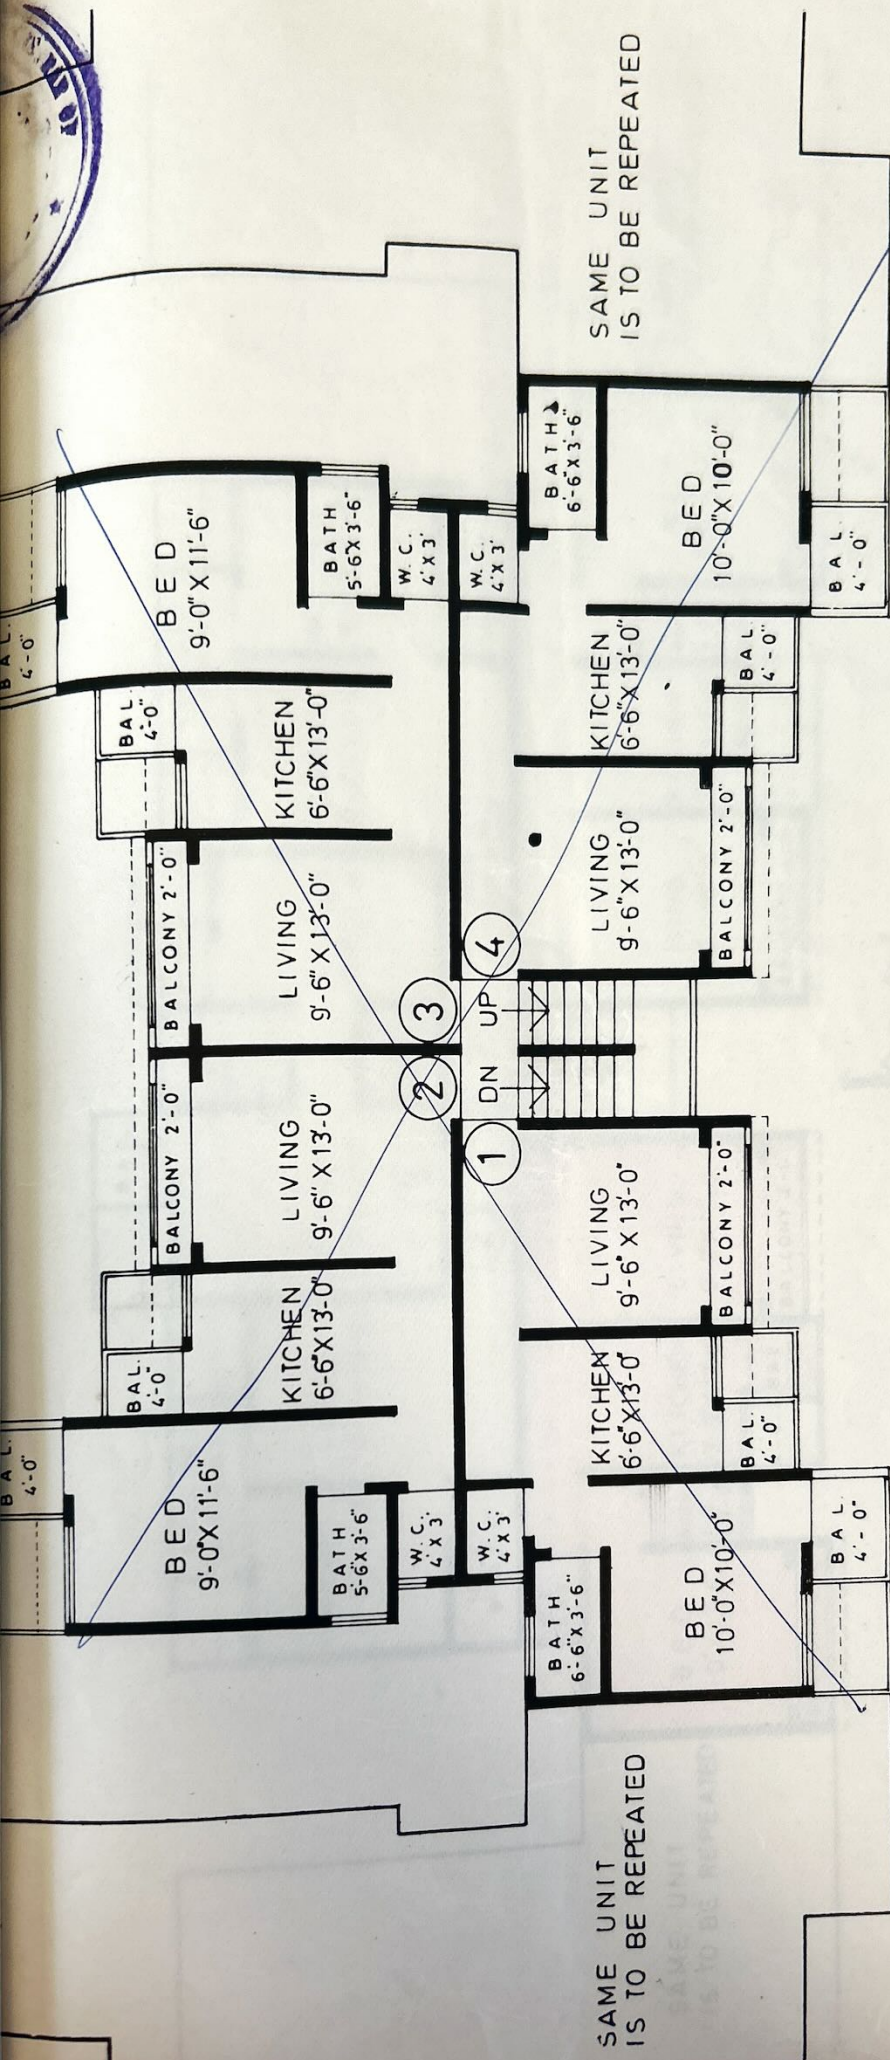 BAL.
4'-0"
BED
9'-0"X11'-6"
BATH
5'-6"X3'-6"
W.C.
4'X3'
BAL.
4'-0"
KITCHEN
6'-6"X13'-0"
BALCONY 2'-0"
LIVING
9'-6"X13'-0"
2
BALCONY 2'-0"
LIVING
9'-6"X13'-0"
3
BAL.
4'-0"
KITCHEN
6'-6"X13'-0"
BAL.
4'-0"
BED
9'-0"X11'-6"
BATH
5'-6"X3'-6"
W.C.
4'X3'
SAME UNIT
IS TO BE REPEATED
W.C.
4'X3'
BATH
6'-6"X3'-6"
BED
10'-0"X10'-0"
BAL.
4'-0"
KITCHEN
6'-6"X13'-0"
BAL.
4'-0"
1
LIVING
9'-6"X13'-0"
BALCONY 2'-0"
DN
UP
4
LIVING
9'-6"X13'-0"
BALCONY 2'-0"
KITCHEN
6'-6"X13'-0"
BAL.
4'-0"
W.C.
4'X3'
BATH
6'-6"X3'-6"
BED
10'-0"X10'-0"
BAL.
4'-0"
SAME UNIT
IS TO BE REPEATED